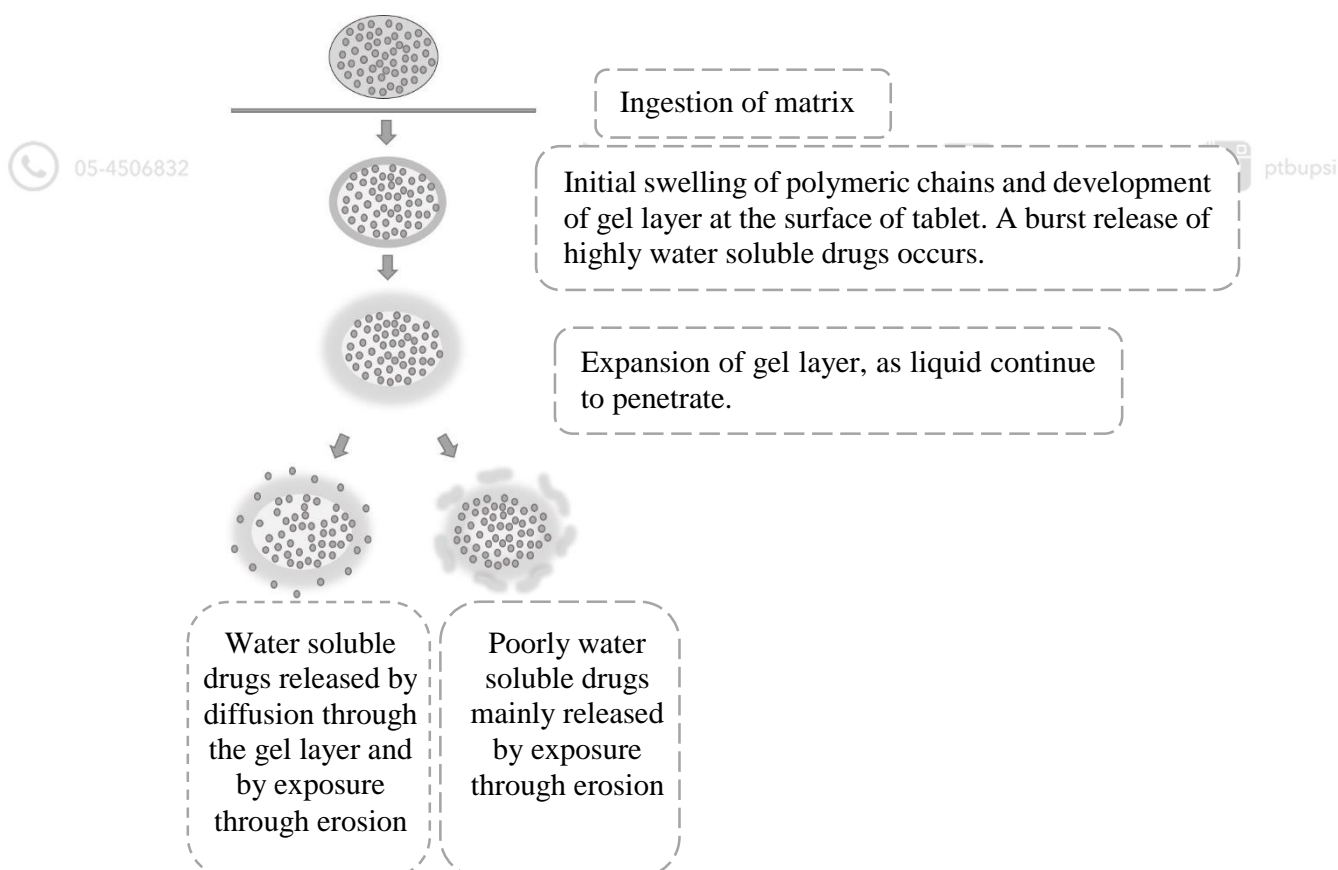 Ingestion of matrix
05-4506832
ptbupsi
Initial swelling of polymeric chains and development
of gel layer at the surface of tablet. A burst release of
highly water soluble drugs occurs.
Expansion of gel layer, as liquid continue
to penetrate.
Water soluble
drugs released by
diffusion through
the gel layer and
by exposure
through erosion
Poorly water
soluble drugs
mainly released
by exposure
through erosion